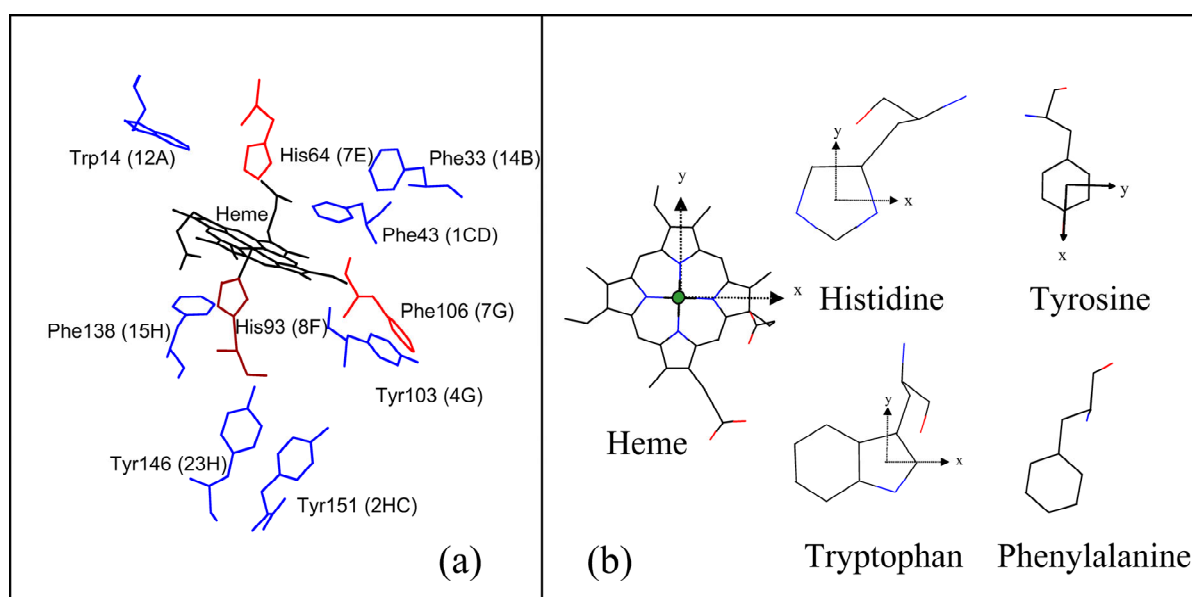 Trp14 (12A)
His64 (7E)
Phe33 (14B)
Heme
Phe43 (1CD)
Phe138 (15H)
His93 (8F)
Phe106 (7G)
Tyr103 (4G)
Tyr146 (23H)
Tyr151 (2HC)
(a)
y
x
Heme
y
x
Histidine
y
x
Tyrosine
y
x
Tryptophan
Phenylalanine
(b)